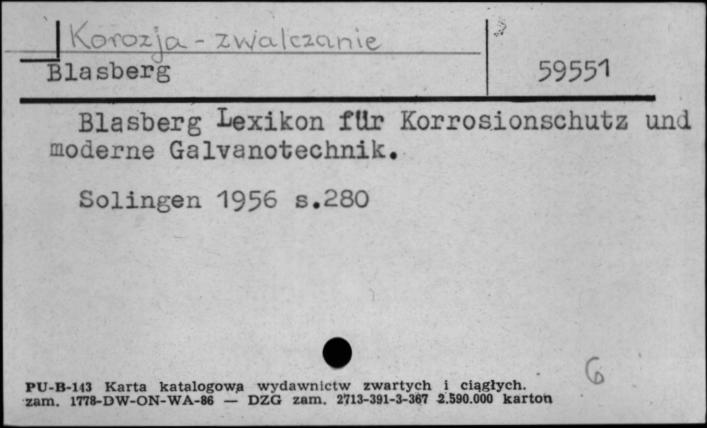 Korozja - zwalczanie
Blasberg 59551
Blasberg Lexikon für Korrosionschutz und
moderne Galvanotechnik.
Solingen 1956 s.280
6
PU-B-143 Karta katalogowa wydawnictw zwartych i ciągłych.
zam. 1778-DW-ON-WA-86 — DZG zam. 2713-391-3-367 2.590.000 karton